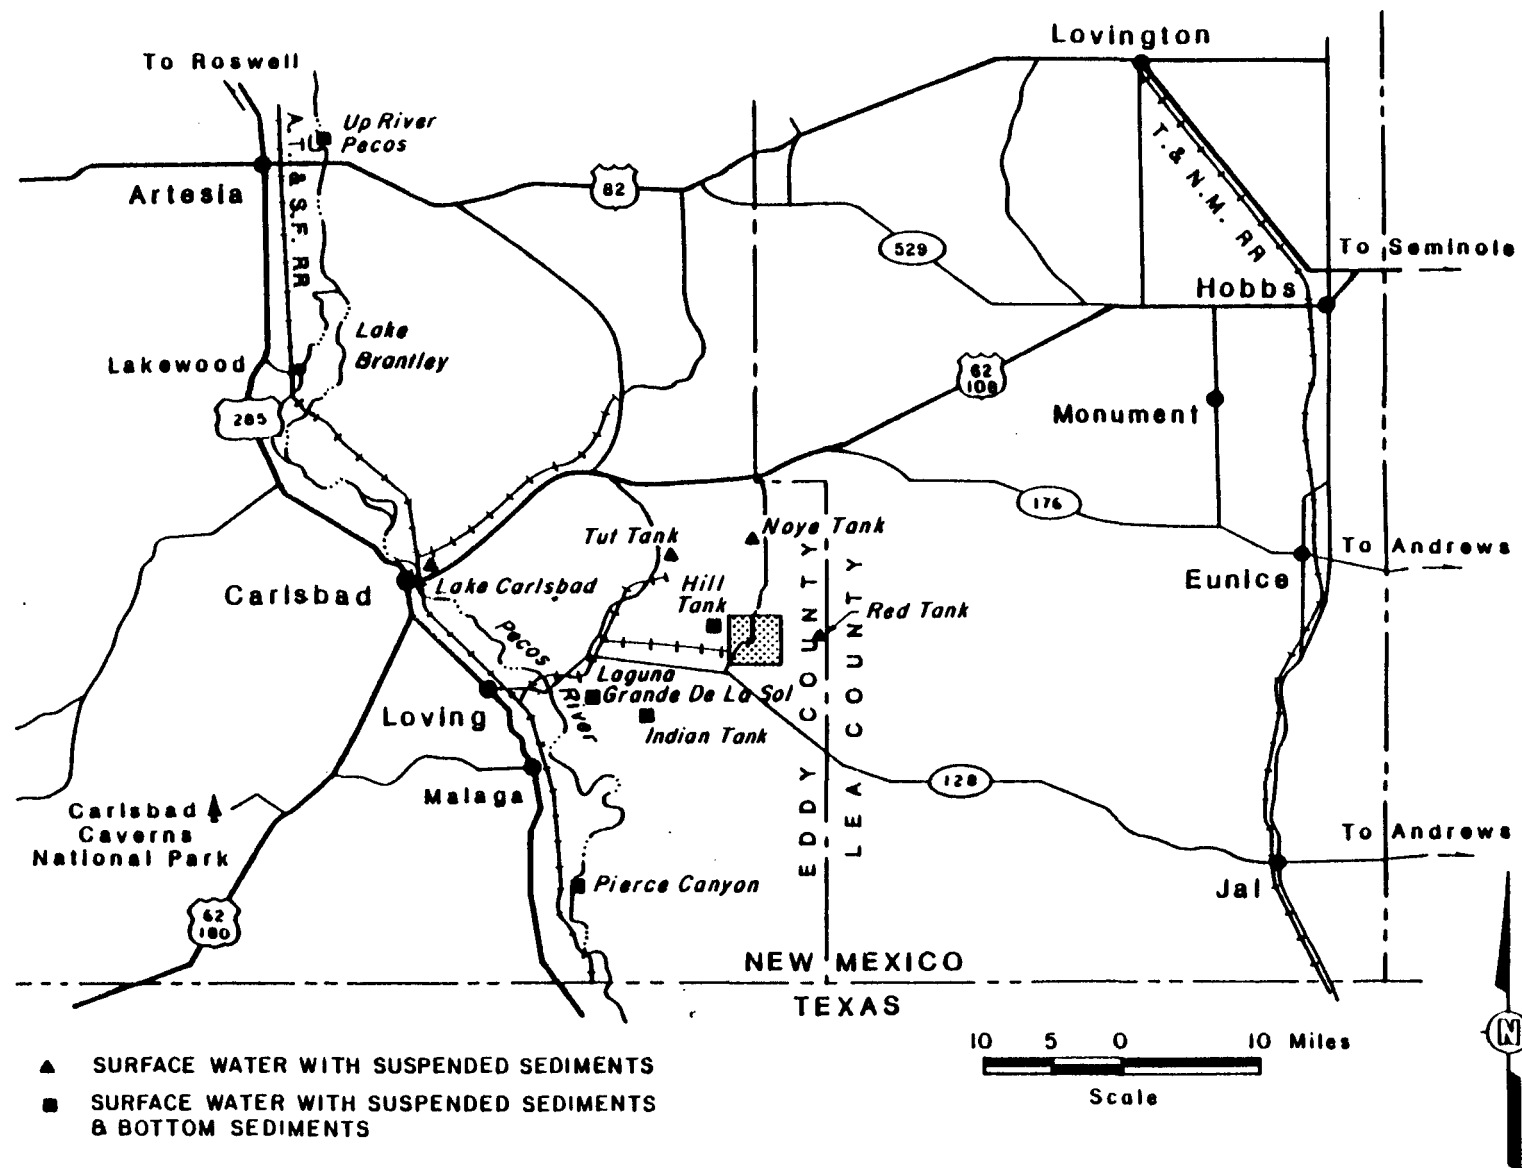 Lovington
To Roswell
Up River
Pecos
A.T. & S.F. RR
T. & N.M. RR
Artesia
82
529
To Seminole
Hobbs
Lake
Brantley
Lakewood
62
285
Monument
176
Noye Tank
Tut Tank
To Andrews
Eunice
Hill
Tank
Lake Carlsbad
Carlsbad
Red Tank
Pecos
River
Laguna
Grande De La Sol
Loving
Indian Tank
EDDY COUNTY
LEA COUNTY
128
Malaga
Carlsbad
Caverns
National Park
To Andrews
Jal
Pierce Canyon
62
180
NEW MEXICO
TEXAS
N
10 5 0 10 Miles
Scale
SURFACE WATER WITH SUSPENDED SEDIMENTS
SURFACE WATER WITH SUSPENDED SEDIMENTS
& BOTTOM SEDIMENTS